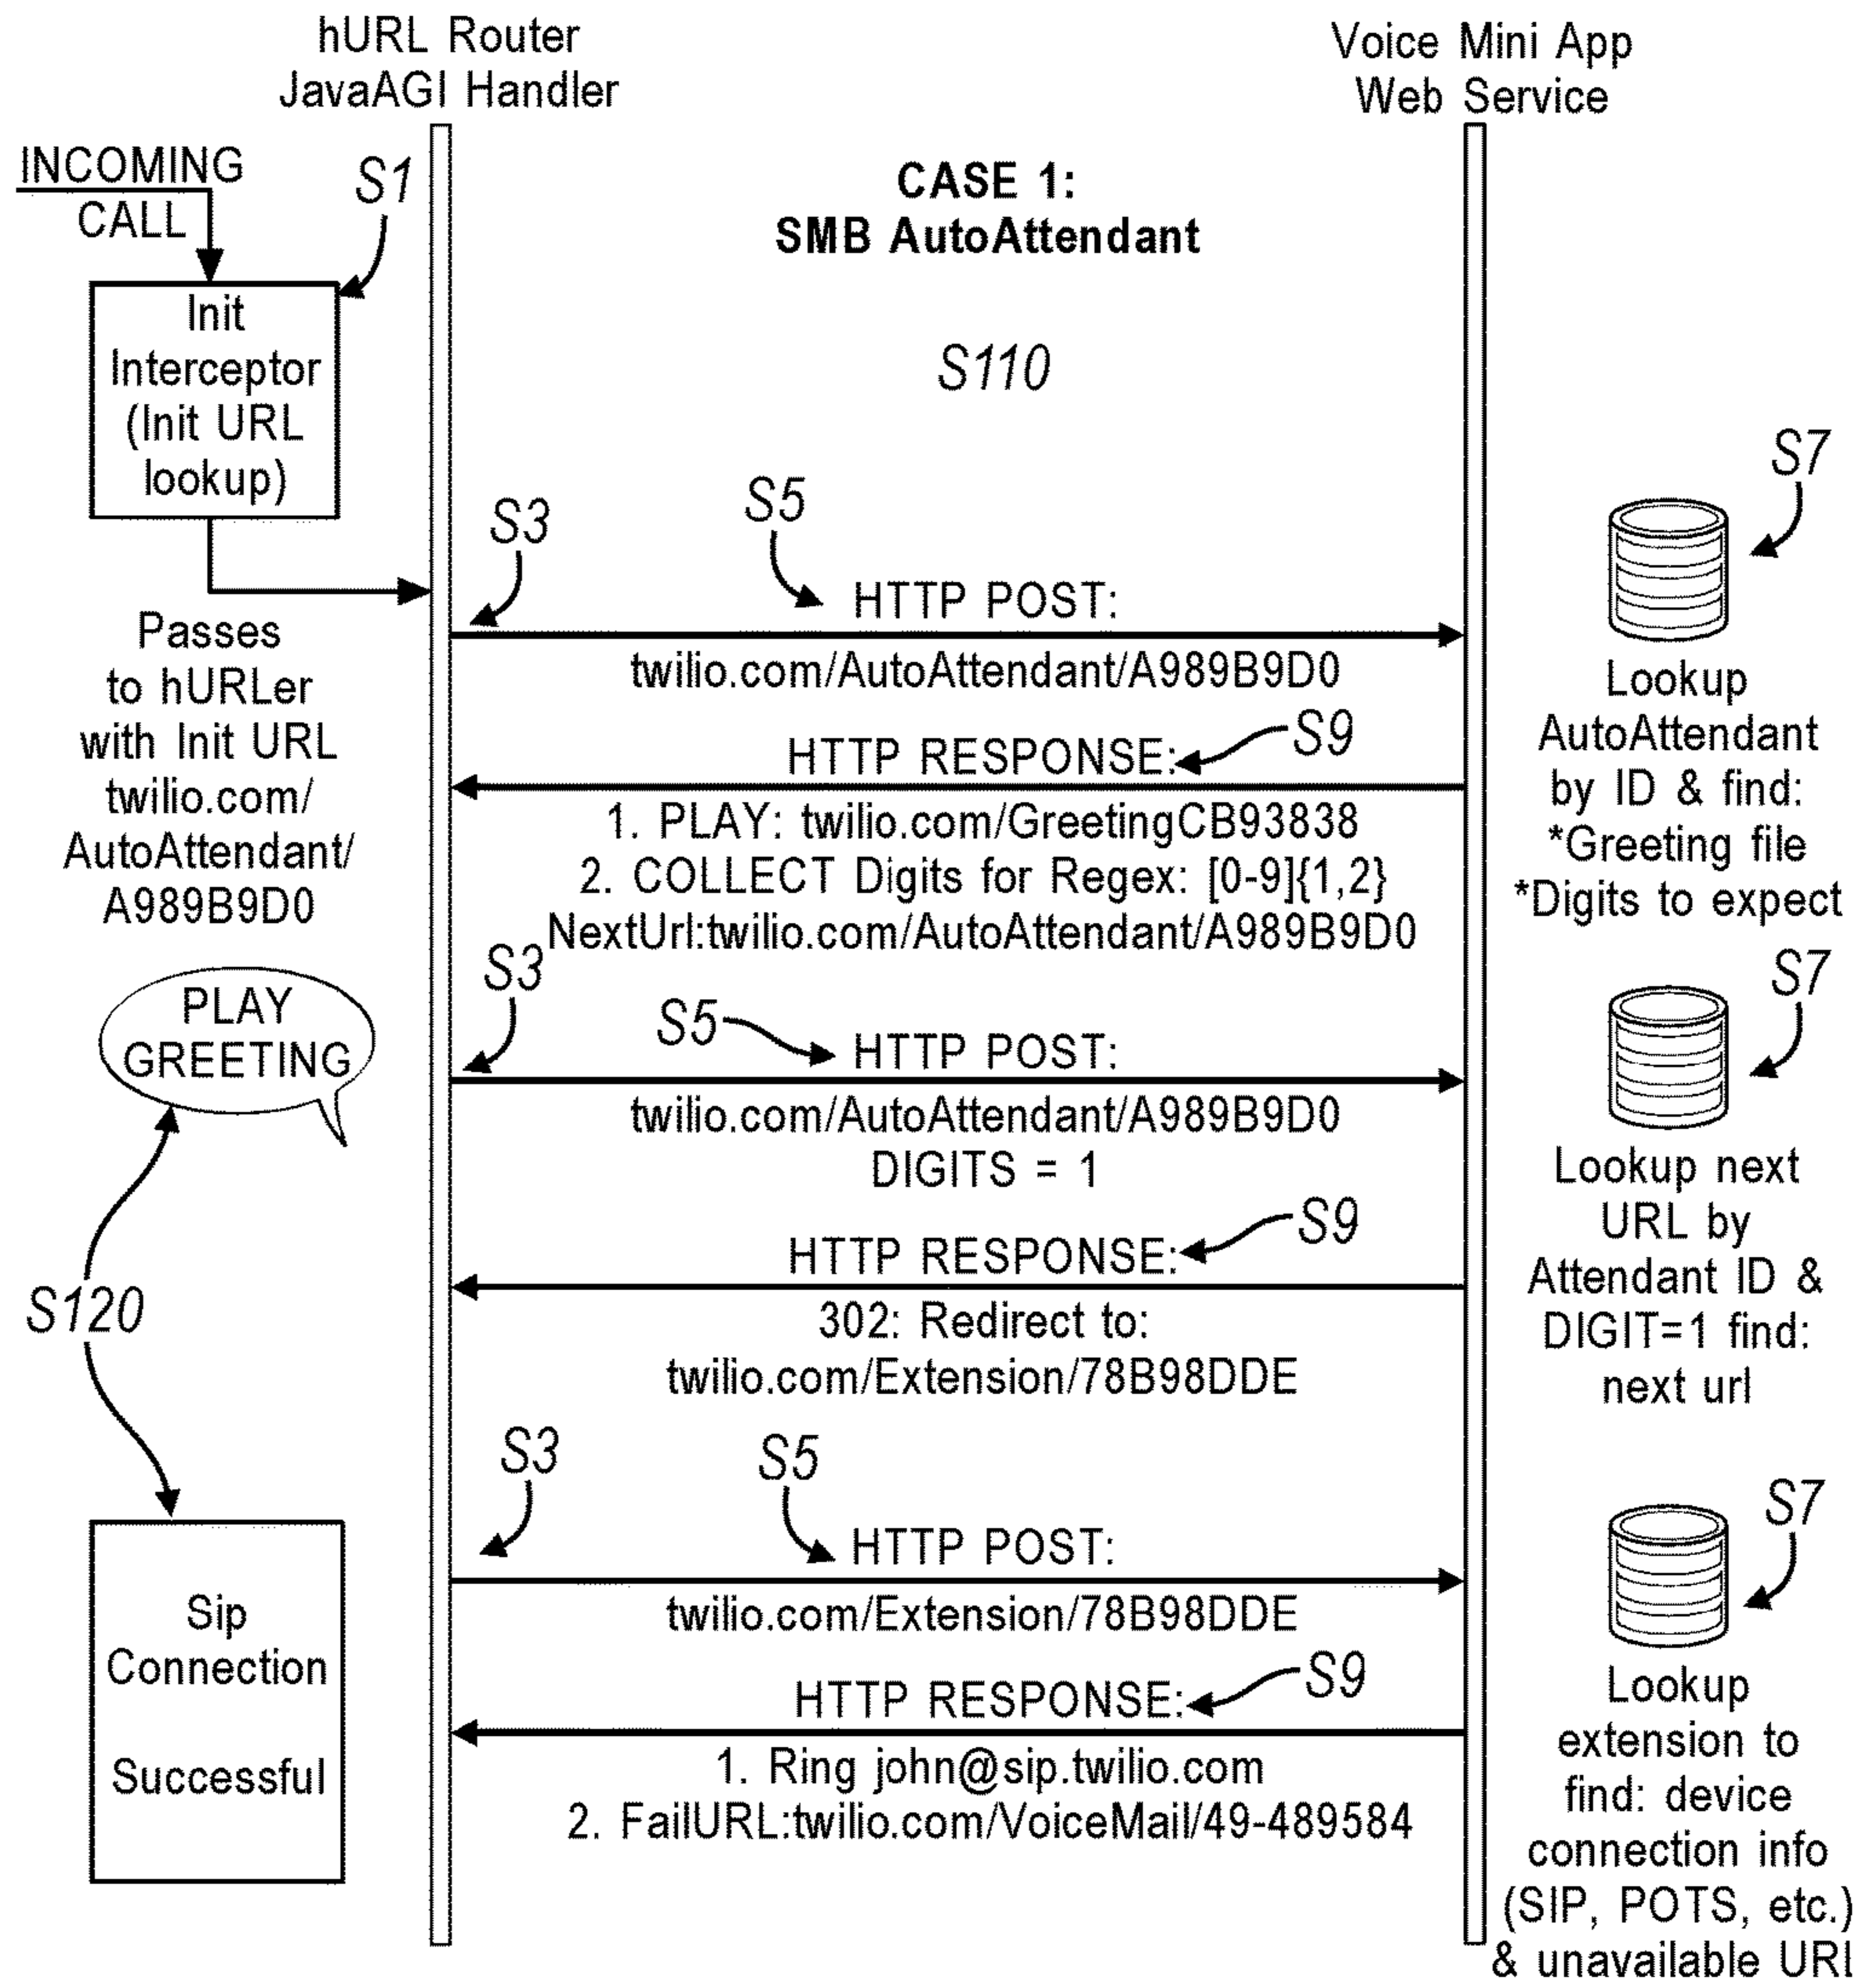 hURL Router
JavaAGI Handler
Voice Mini App
Web Service
INCOMING
CALL
S1
CASE 1:
SMB AutoAttendant
S110
Init
Interceptor
(Init URL
lookup)
Passes
to hURLer
with Init URL
twilio.com/
AutoAttendant/
A989B9D0
S3
S5
HTTP POST:
twilio.com/AutoAttendant/A989B9D0
S7
Lookup
AutoAttendant
by ID & find:
*Greeting file
*Digits to expect
HTTP RESPONSE:
S9
1. PLAY: twilio.com/GreetingCB93838
2. COLLECT Digits for Regex: [0-9]{1,2}
NextUrl:twilio.com/AutoAttendant/A989B9D0
PLAY
GREETING
S3
S5
HTTP POST:
twilio.com/AutoAttendant/A989B9D0
DIGITS = 1
S7
Lookup next
URL by
Attendant ID &
DIGIT=1 find:
next url
HTTP RESPONSE:
S9
302: Redirect to:
twilio.com/Extension/78B98DDE
S120
S3
S5
HTTP POST:
twilio.com/Extension/78B98DDE
S7
Lookup
extension to
find: device
connection info
(SIP, POTS, etc.)
& unavailable URl
Sip
Connection
Successful
HTTP RESPONSE:
S9
1. Ring john@sip.twilio.com
2. FailURL:twilio.com/VoiceMail/49-489584